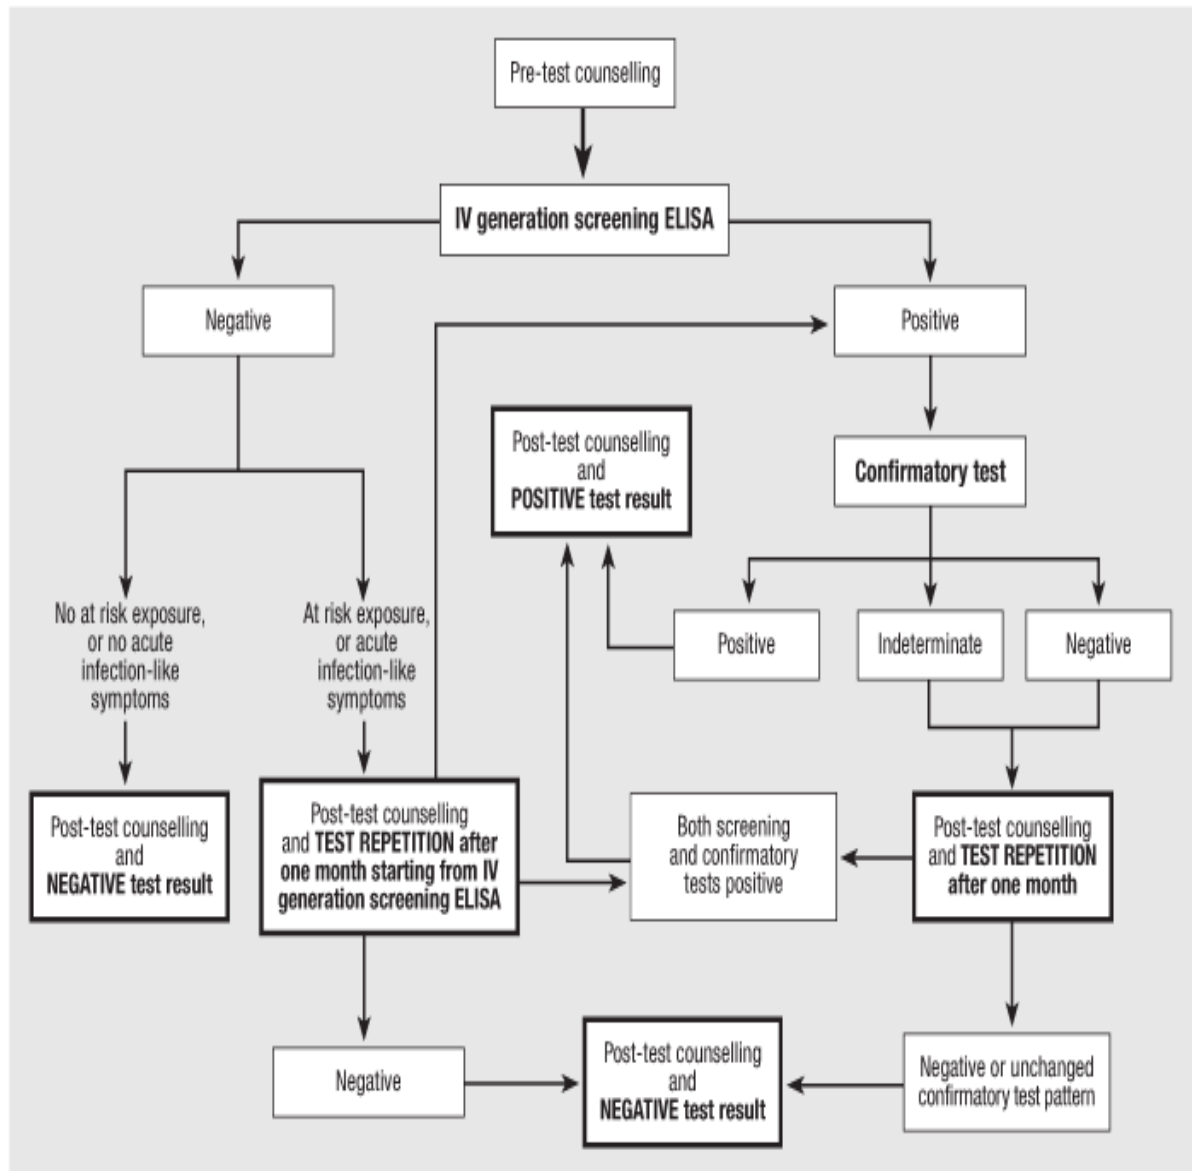 Pre-test counselling
IV generation screening ELISA
Negative
Positive
Post-test counselling
and
POSITIVE test result
Confirmatory test
No at risk exposure,
or no acute
infection-like
symptoms
At risk exposure,
or acute
infection-like
symptoms
Positive
Indeterminate
Negative
Post-test counselling
and
NEGATIVE test result
Post-test counselling
and TEST REPETITION after
one month starting from IV
generation screening ELISA
Both screening
and confirmatory
tests positive
Post-test counselling
and TEST REPETITION
after one month
Negative
Post-test counselling
and
NEGATIVE test result
Negative or unchanged
confirmatory test pattern